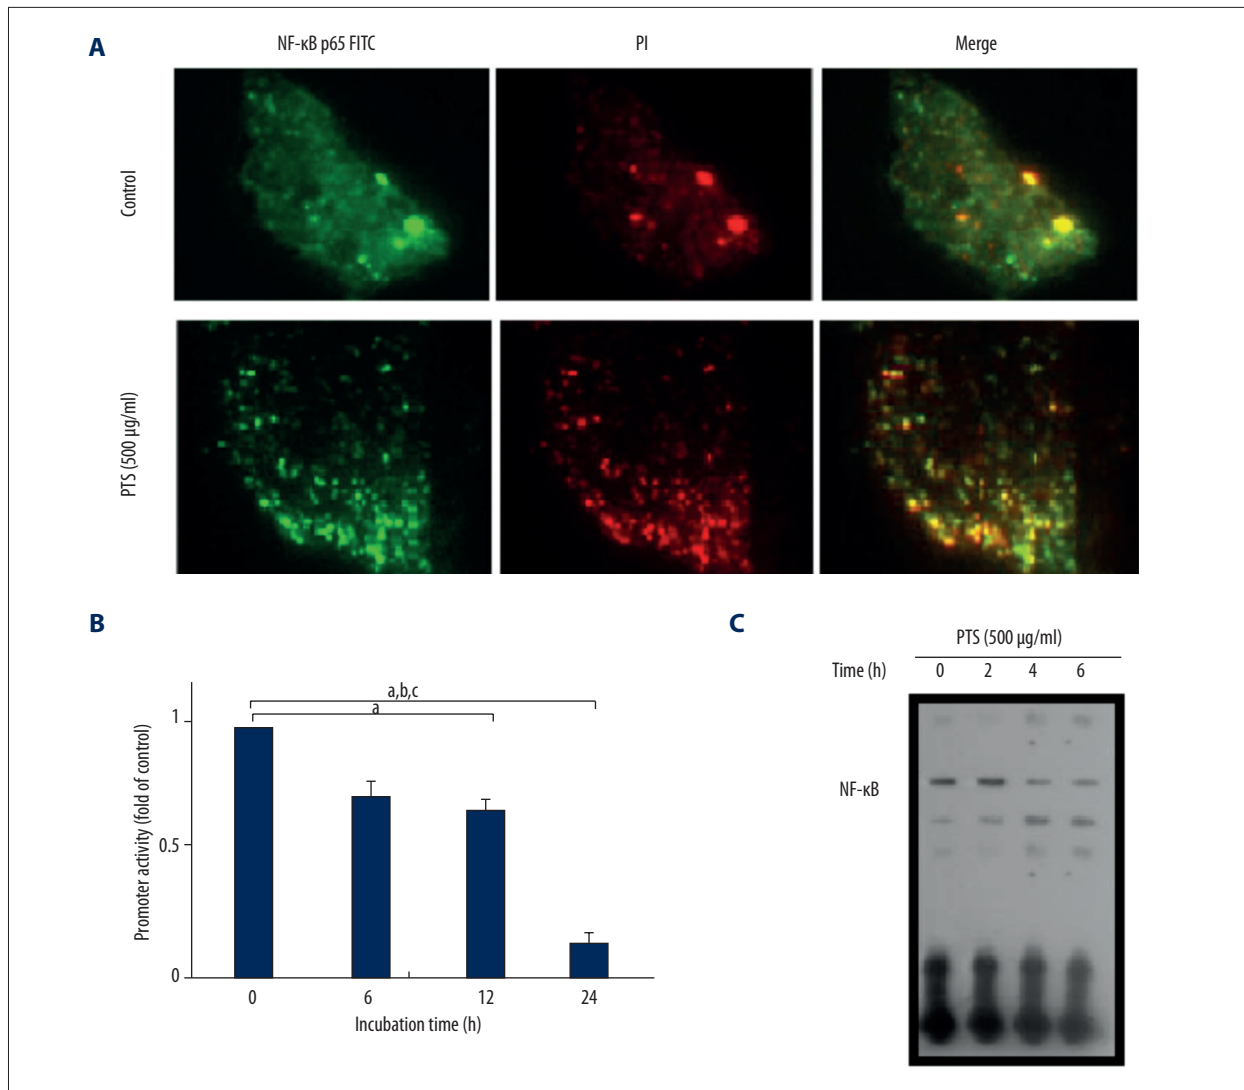 A
NF-κB p65 FITC PI Merge
Control
PTS (500 µg/ml)
B
Promoter activity (fold of control)
1
0.5
0
a,b,c
a
0 6 12 24
Incubation time (h)
C
PTS (500 µg/ml)
Time (h) 0 2 4 6
NF-κB